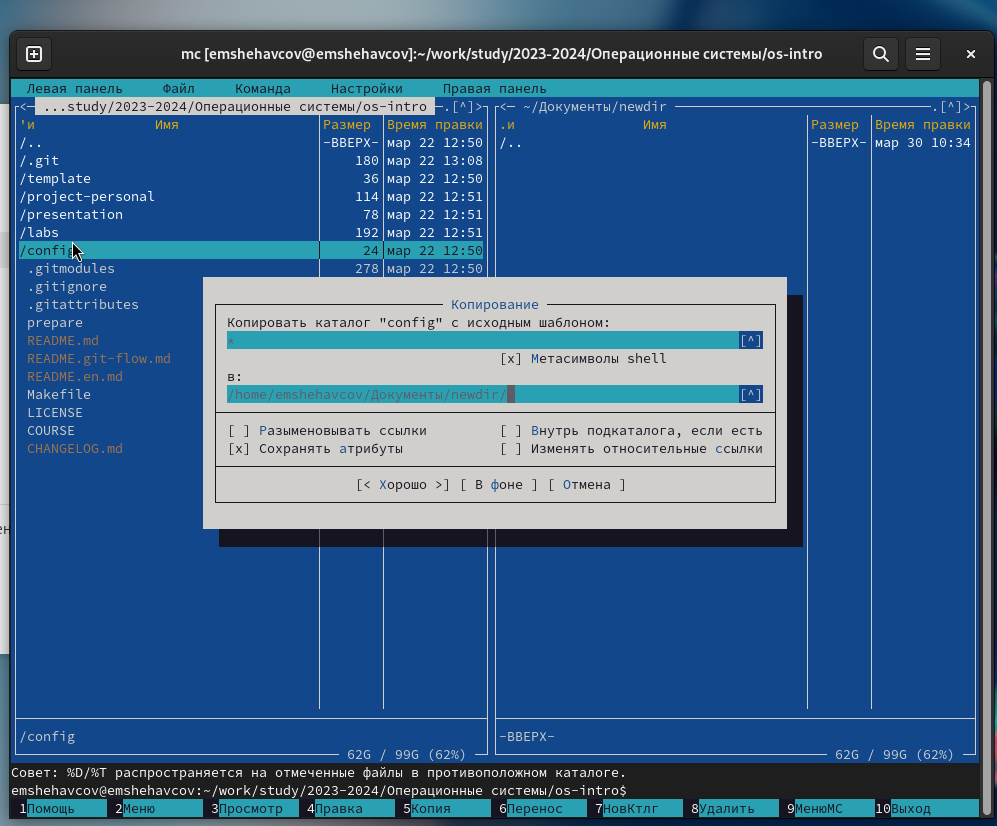 mc [emshehavcov@emshehavcov]:~/work/study/2023-2024/Операционные системы/os-intro
Левая панель Файл Команда Настройки Правая панель
<— ...study/2023-2024/Операционные системы/os-intro —.[^]> <— ~/Документы/newdir —.[^]>
'и Имя Размер Время правки .и Имя Размер Время правки
/.. -ВВЕРХ- мар 22 12:50 /.. -ВВЕРХ- мар 30 10:34
/.git 180 мар 22 13:08
/template 36 мар 22 12:50
/project-personal 114 мар 22 12:51
/presentation 78 мар 22 12:51
/labs 192 мар 22 12:51
/config 24 мар 22 12:50
.gitmodules 278 мар 22 12:50
.gitignore
.gitattributes
prepare
README.md
README.git-flow.md
README.en.md
Makefile
LICENSE
COURSE
CHANGELOG.md
Копирование
Копировать каталог "config" с исходным шаблоном:
* [^]
[x] Метасимволы shell
в:
/home/emshehavcov/Документы/newdir/ [^]
[ ] Разыменовывать ссылки [ ] Внутрь подкаталога, если есть
[x] Сохранять атрибуты [ ] Изменять относительные ссылки
[< Хорошо >] [ В фоне ] [ Отмена ]
/config -ВВЕРХ-
62G / 99G (62%) 62G / 99G (62%)
Совет: %D/%T распространяется на отмеченные файлы в противоположном каталоге.
emshehavcov@emshehavcov:~/work/study/2023-2024/Операционные системы/os-intro$
1Помощь 2Меню 3Просмотр 4Правка 5Копия 6Перенос 7НовКтлг 8Удалить 9МенюMC 10Выход